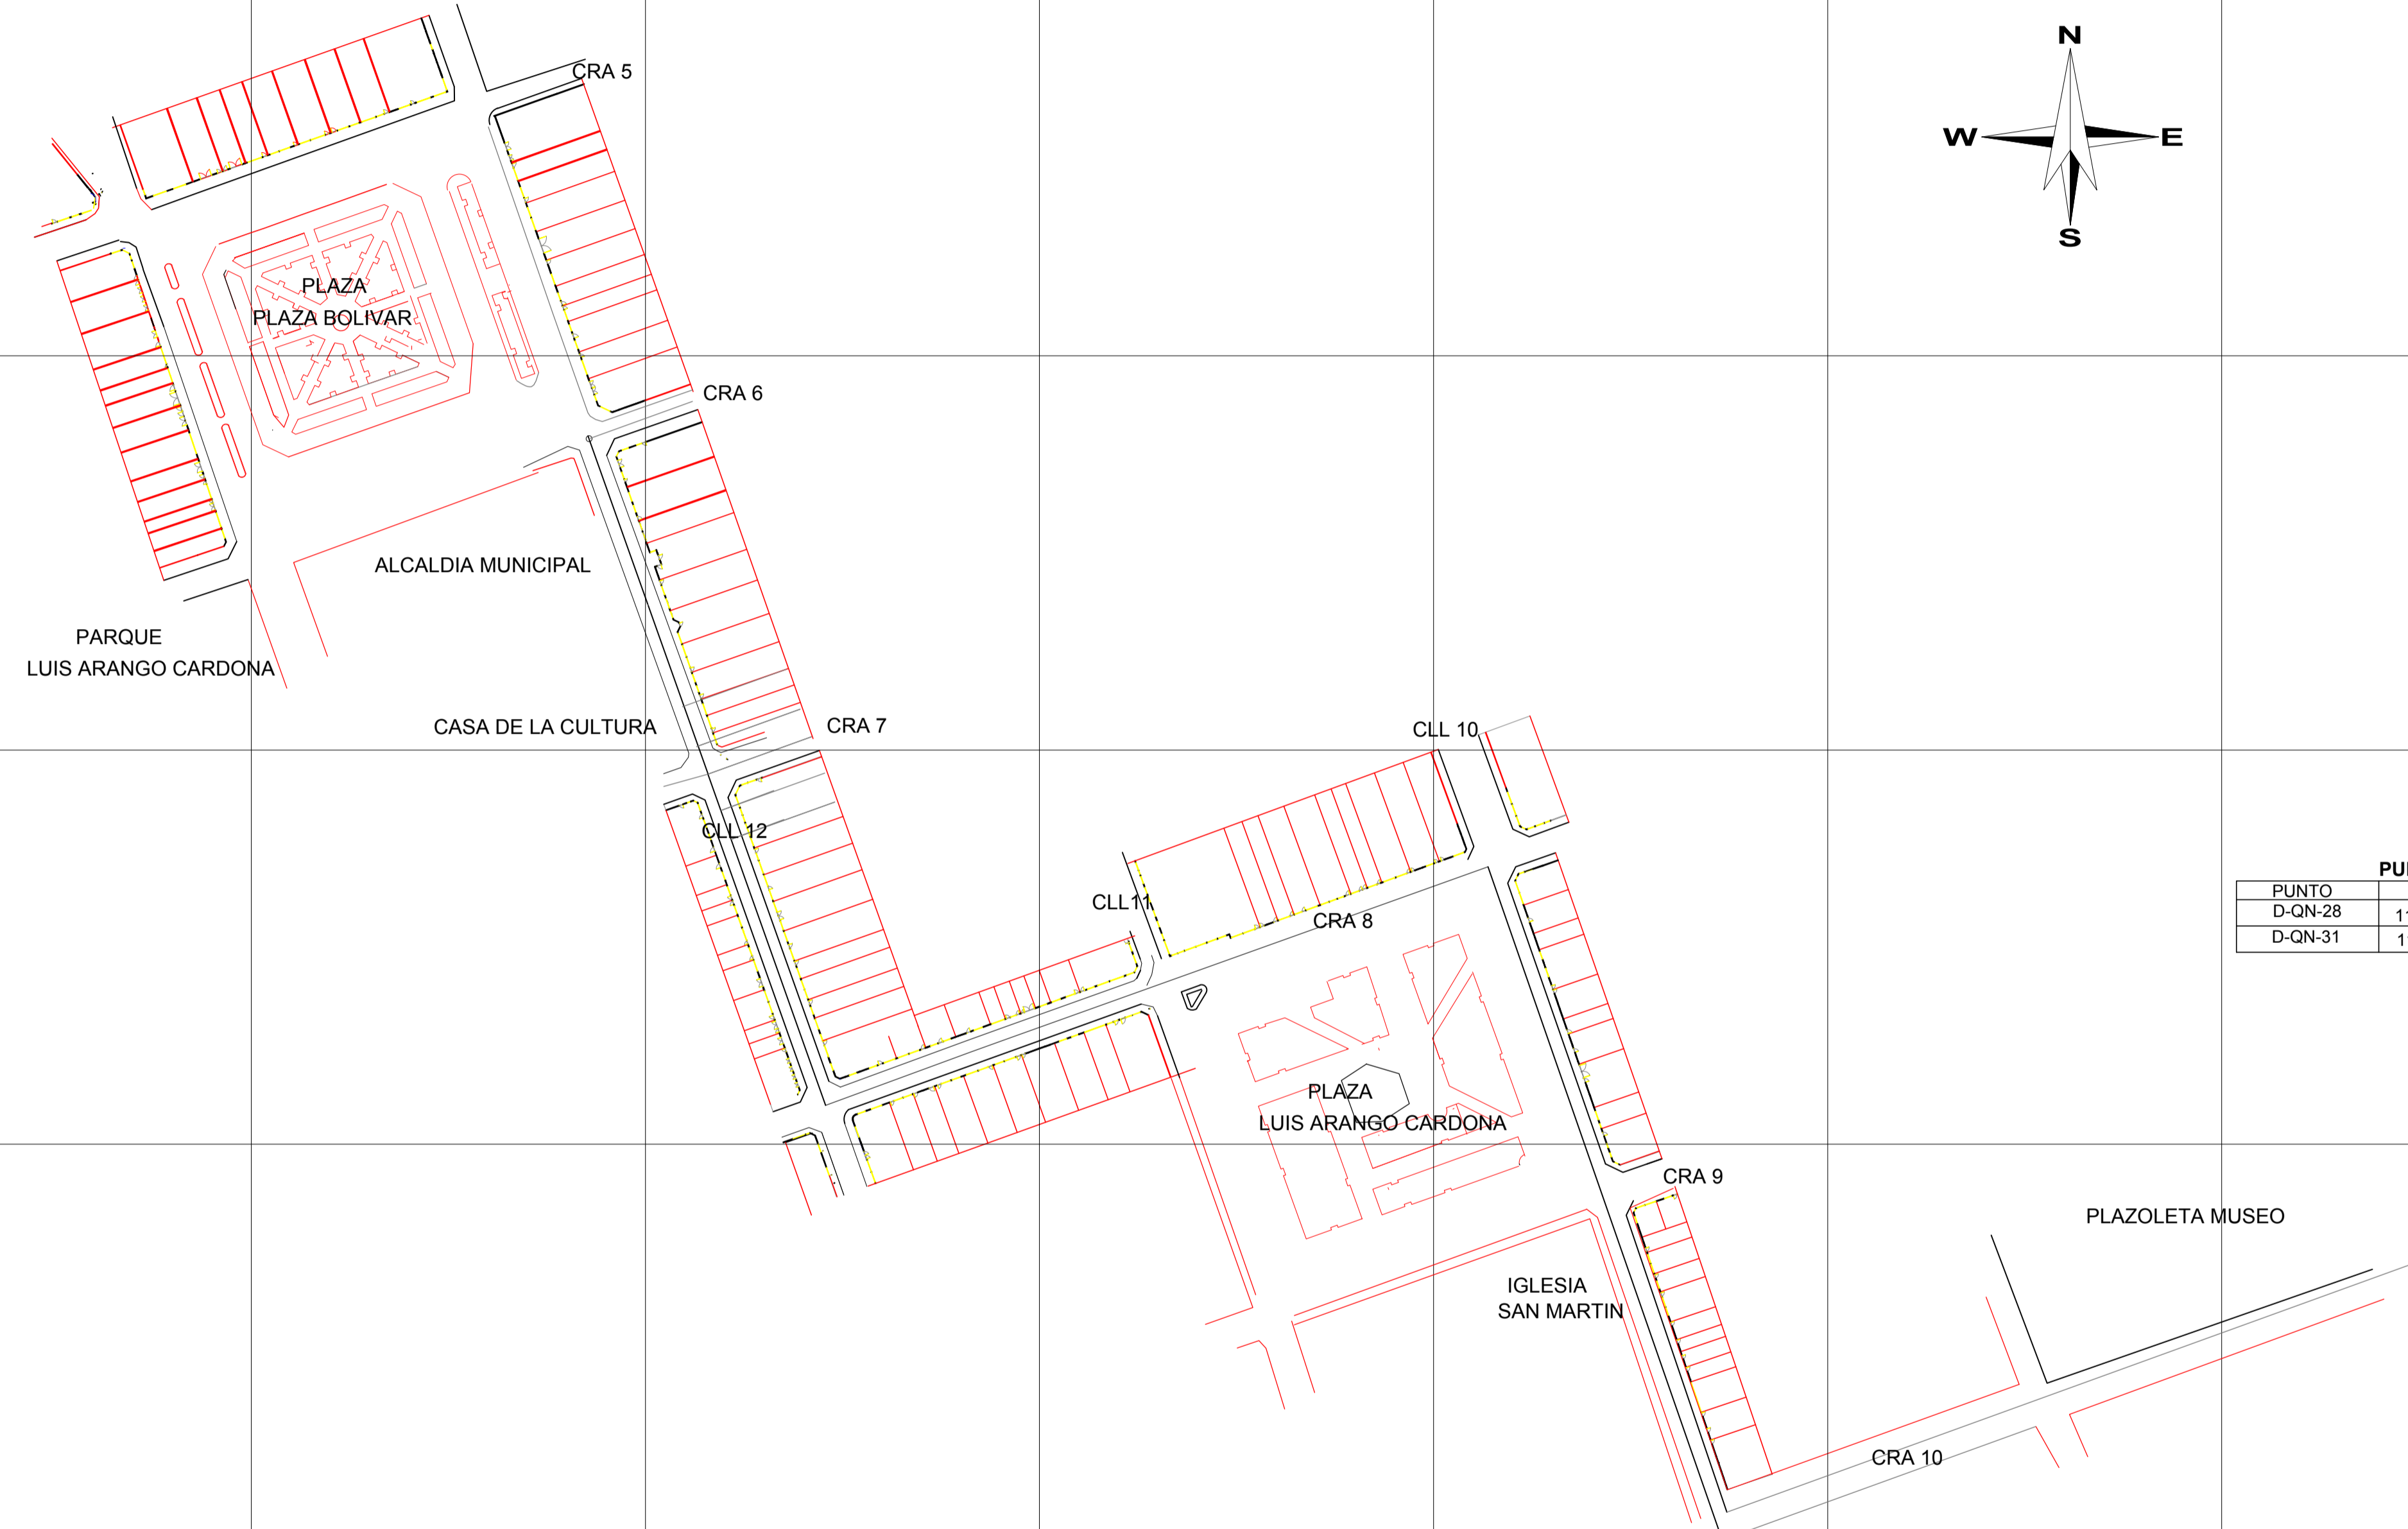 N
CRA 5
W E
S
PLAZA
PLAZA BOLIVAR
CRA 6
ALCALDIA MUNICIPAL
PARQUE
LUIS ARANGO CARDONA
CASA DE LA CULTURA
CRA 7
CLL 10
CLL 12
CLL11
CRA 8
PUNTO
D-QN-28
D-QN-31
PLAZA
LUIS ARANGO CARDONA
CRA 9
PLAZOLETA MUSEO
IGLESIA
SAN MARTIN
CRA 10